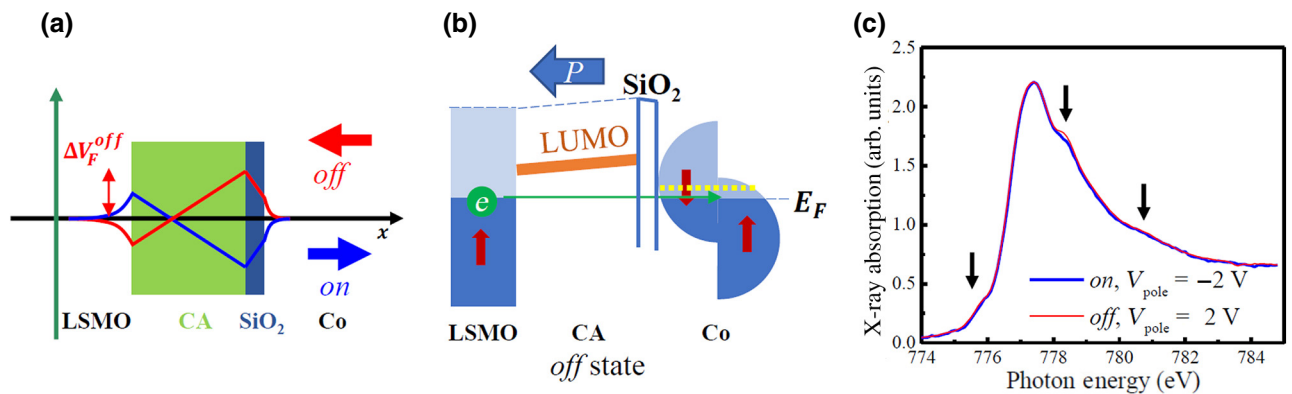 (a)
ΔV_F^off
off
on
x
LSMO CA SiO₂ Co
(b)
P
SiO₂
LUMO
e
E_F
LSMO CA Co
off state
(c)
X-ray absorption (arb. units)
2.5
2.0
1.5
1.0
0.5
0.0
on, V_pole = −2 V
off, V_pole = 2 V
774 776 778 780 782 784
Photon energy (eV)